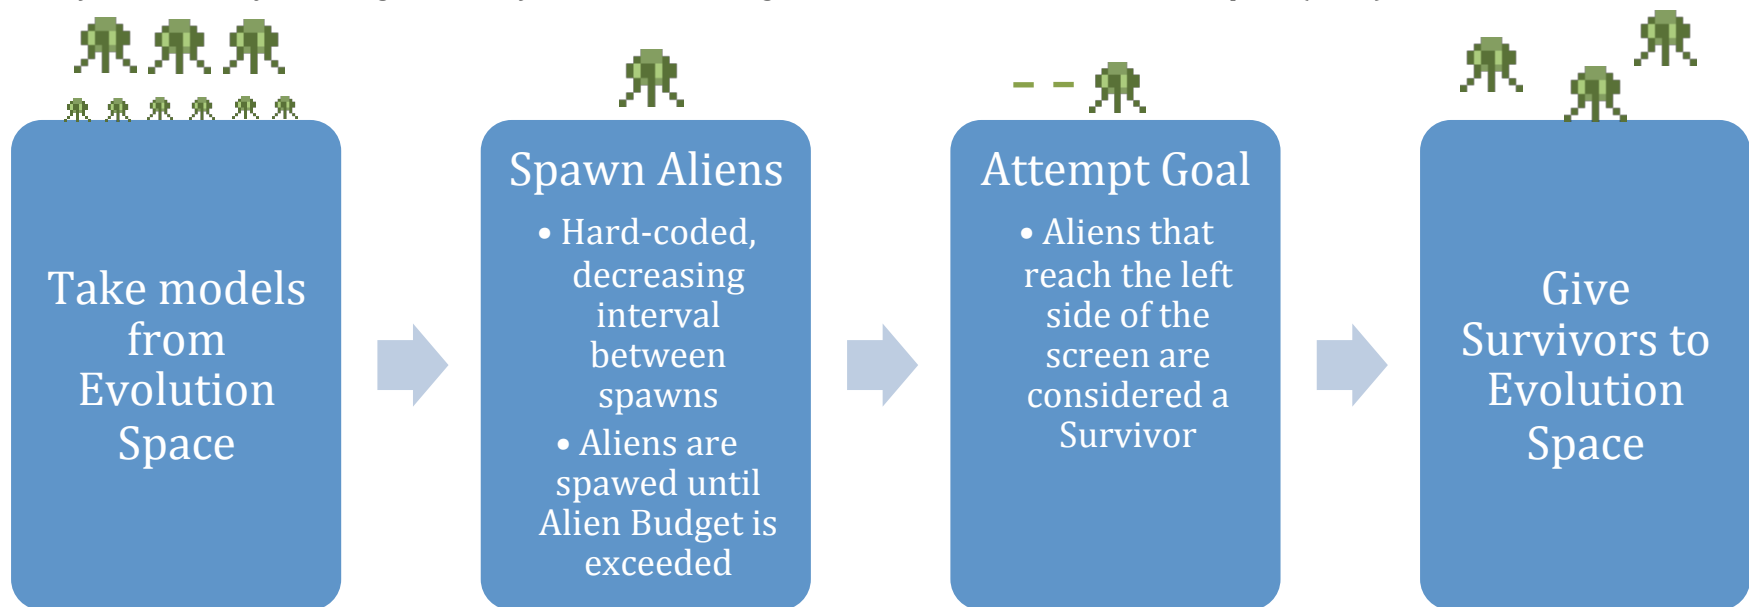 Take models
from
Evolution
Space
Spawn Aliens
• Hard-coded,
decreasing
interval
between
spawns
• Aliens are
spawed until
Alien Budget is
exceeded
Attempt Goal
• Aliens that
reach the left
side of the
screen are
considered a
Survivor
Give
Survivors to
Evolution
Space